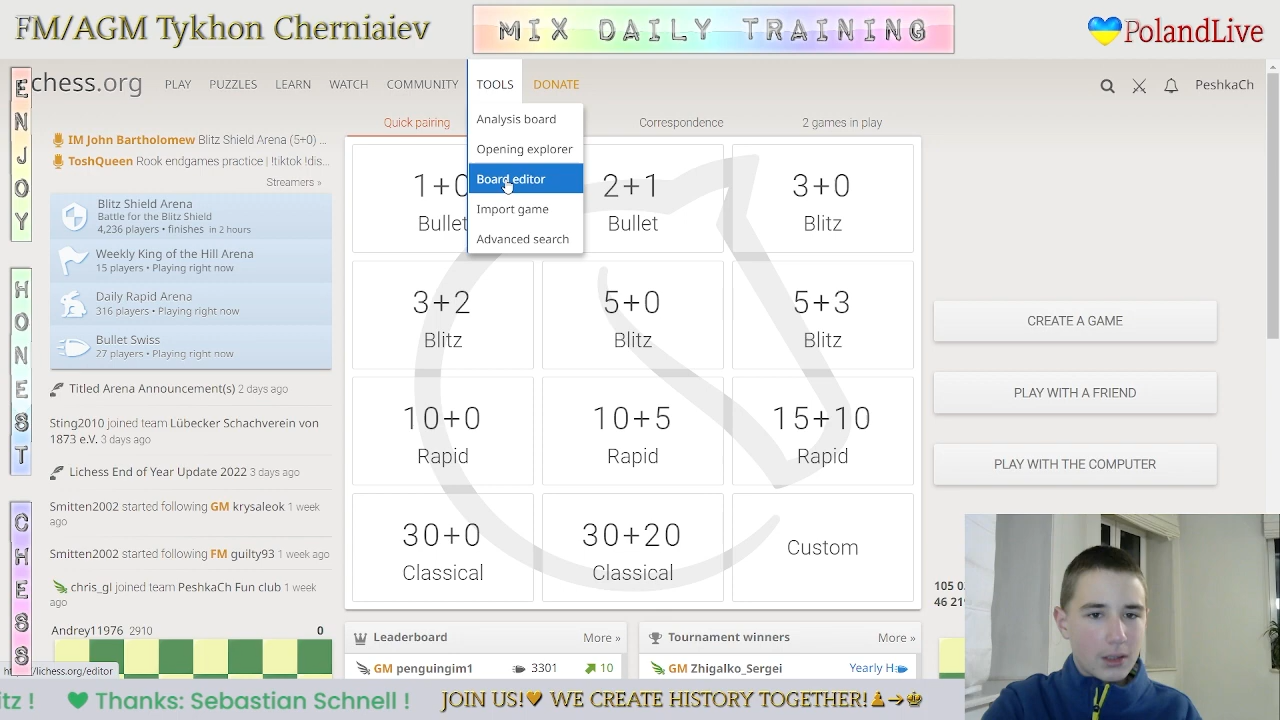 FM/AGM Tykhon Cherniaiev
MIX DAILY TRAINING
PolandLive
ENJOY
HONEST
CHESS
chess.org
PLAY PUZZLES LEARN WATCH COMMUNITY TOOLS DONATE
PeshkaCh
Analysis board
Opening explorer
Board editor
Import game
Advanced search
IM John Bartholomew Blitz Shield Arena (5+0) ...
ToshQueen Rook endgames practice | !tiktok !dis...
Streamers »
Blitz Shield Arena
Battle for the Blitz Shield
4,236 players • finishes in 2 hours
Weekly King of the Hill Arena
15 players • Playing right now
Daily Rapid Arena
316 players • Playing right now
Bullet Swiss
27 players • Playing right now
Titled Arena Announcement(s) 2 days ago
Sting2010 joined team Lübecker Schachverein von
1873 e.V. 3 days ago
Lichess End of Year Update 2022 3 days ago
Smitten2002 started following GM krysaleok 1 week
ago
Smitten2002 started following FM guilty93 1 week ago
chris_gl joined team PeshkaCh Fun club 1 week
ago
Andrey11976 2910 0
Quick pairing Correspondence 2 games in play
1+0 2+1 3+0
Bullet Bullet Blitz
3+2 5+0 5+3
Blitz Blitz Blitz
10+0 10+5 15+10
Rapid Rapid Rapid
30+0 30+20
Classical Classical Custom
CREATE A GAME
PLAY WITH A FRIEND
PLAY WITH THE COMPUTER
105 0
46 219
Leaderboard More »
GM penguingim1 3301 10
Tournament winners More »
GM Zhigalko_Sergei Yearly H
/lichess.org/editor
itz ! Thanks: Sebastian Schnell !
JOIN US! WE CREATE HISTORY TOGETHER!